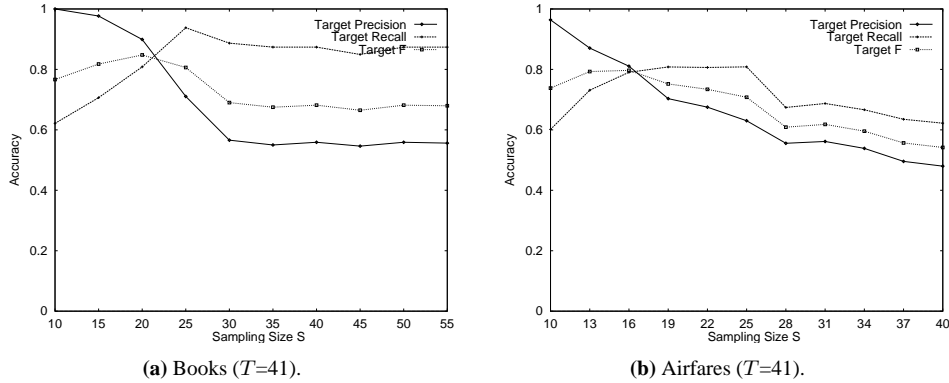 1
0.8
0.6
0.4
0.2
0
Accuracy
Target Precision
Target Recall
Target F
10 15 20 25 30 35 40 45 50 55
Sampling Size S
(a) Books (T=41).
1
0.8
0.6
0.4
0.2
0
Accuracy
Target Precision
Target Recall
Target F
10 13 16 19 22 25 28 31 34 37 40
Sampling Size S
(b) Airfares (T=41).